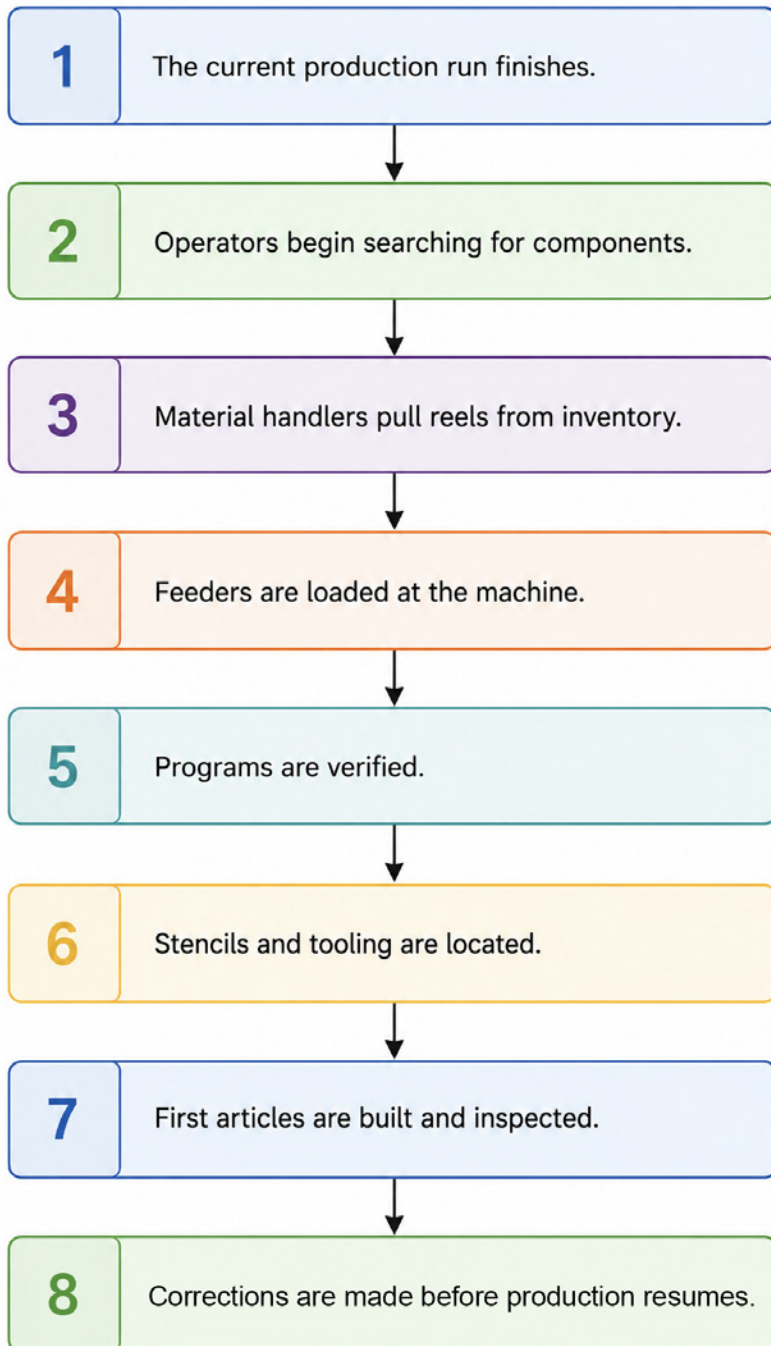 1
The current production run finishes.
2
Operators begin searching for components.
3
Material handlers pull reels from inventory.
4
Feeders are loaded at the machine.
5
Programs are verified.
6
Stencils and tooling are located.
7
First articles are built and inspected.
8
Corrections are made before production resumes.